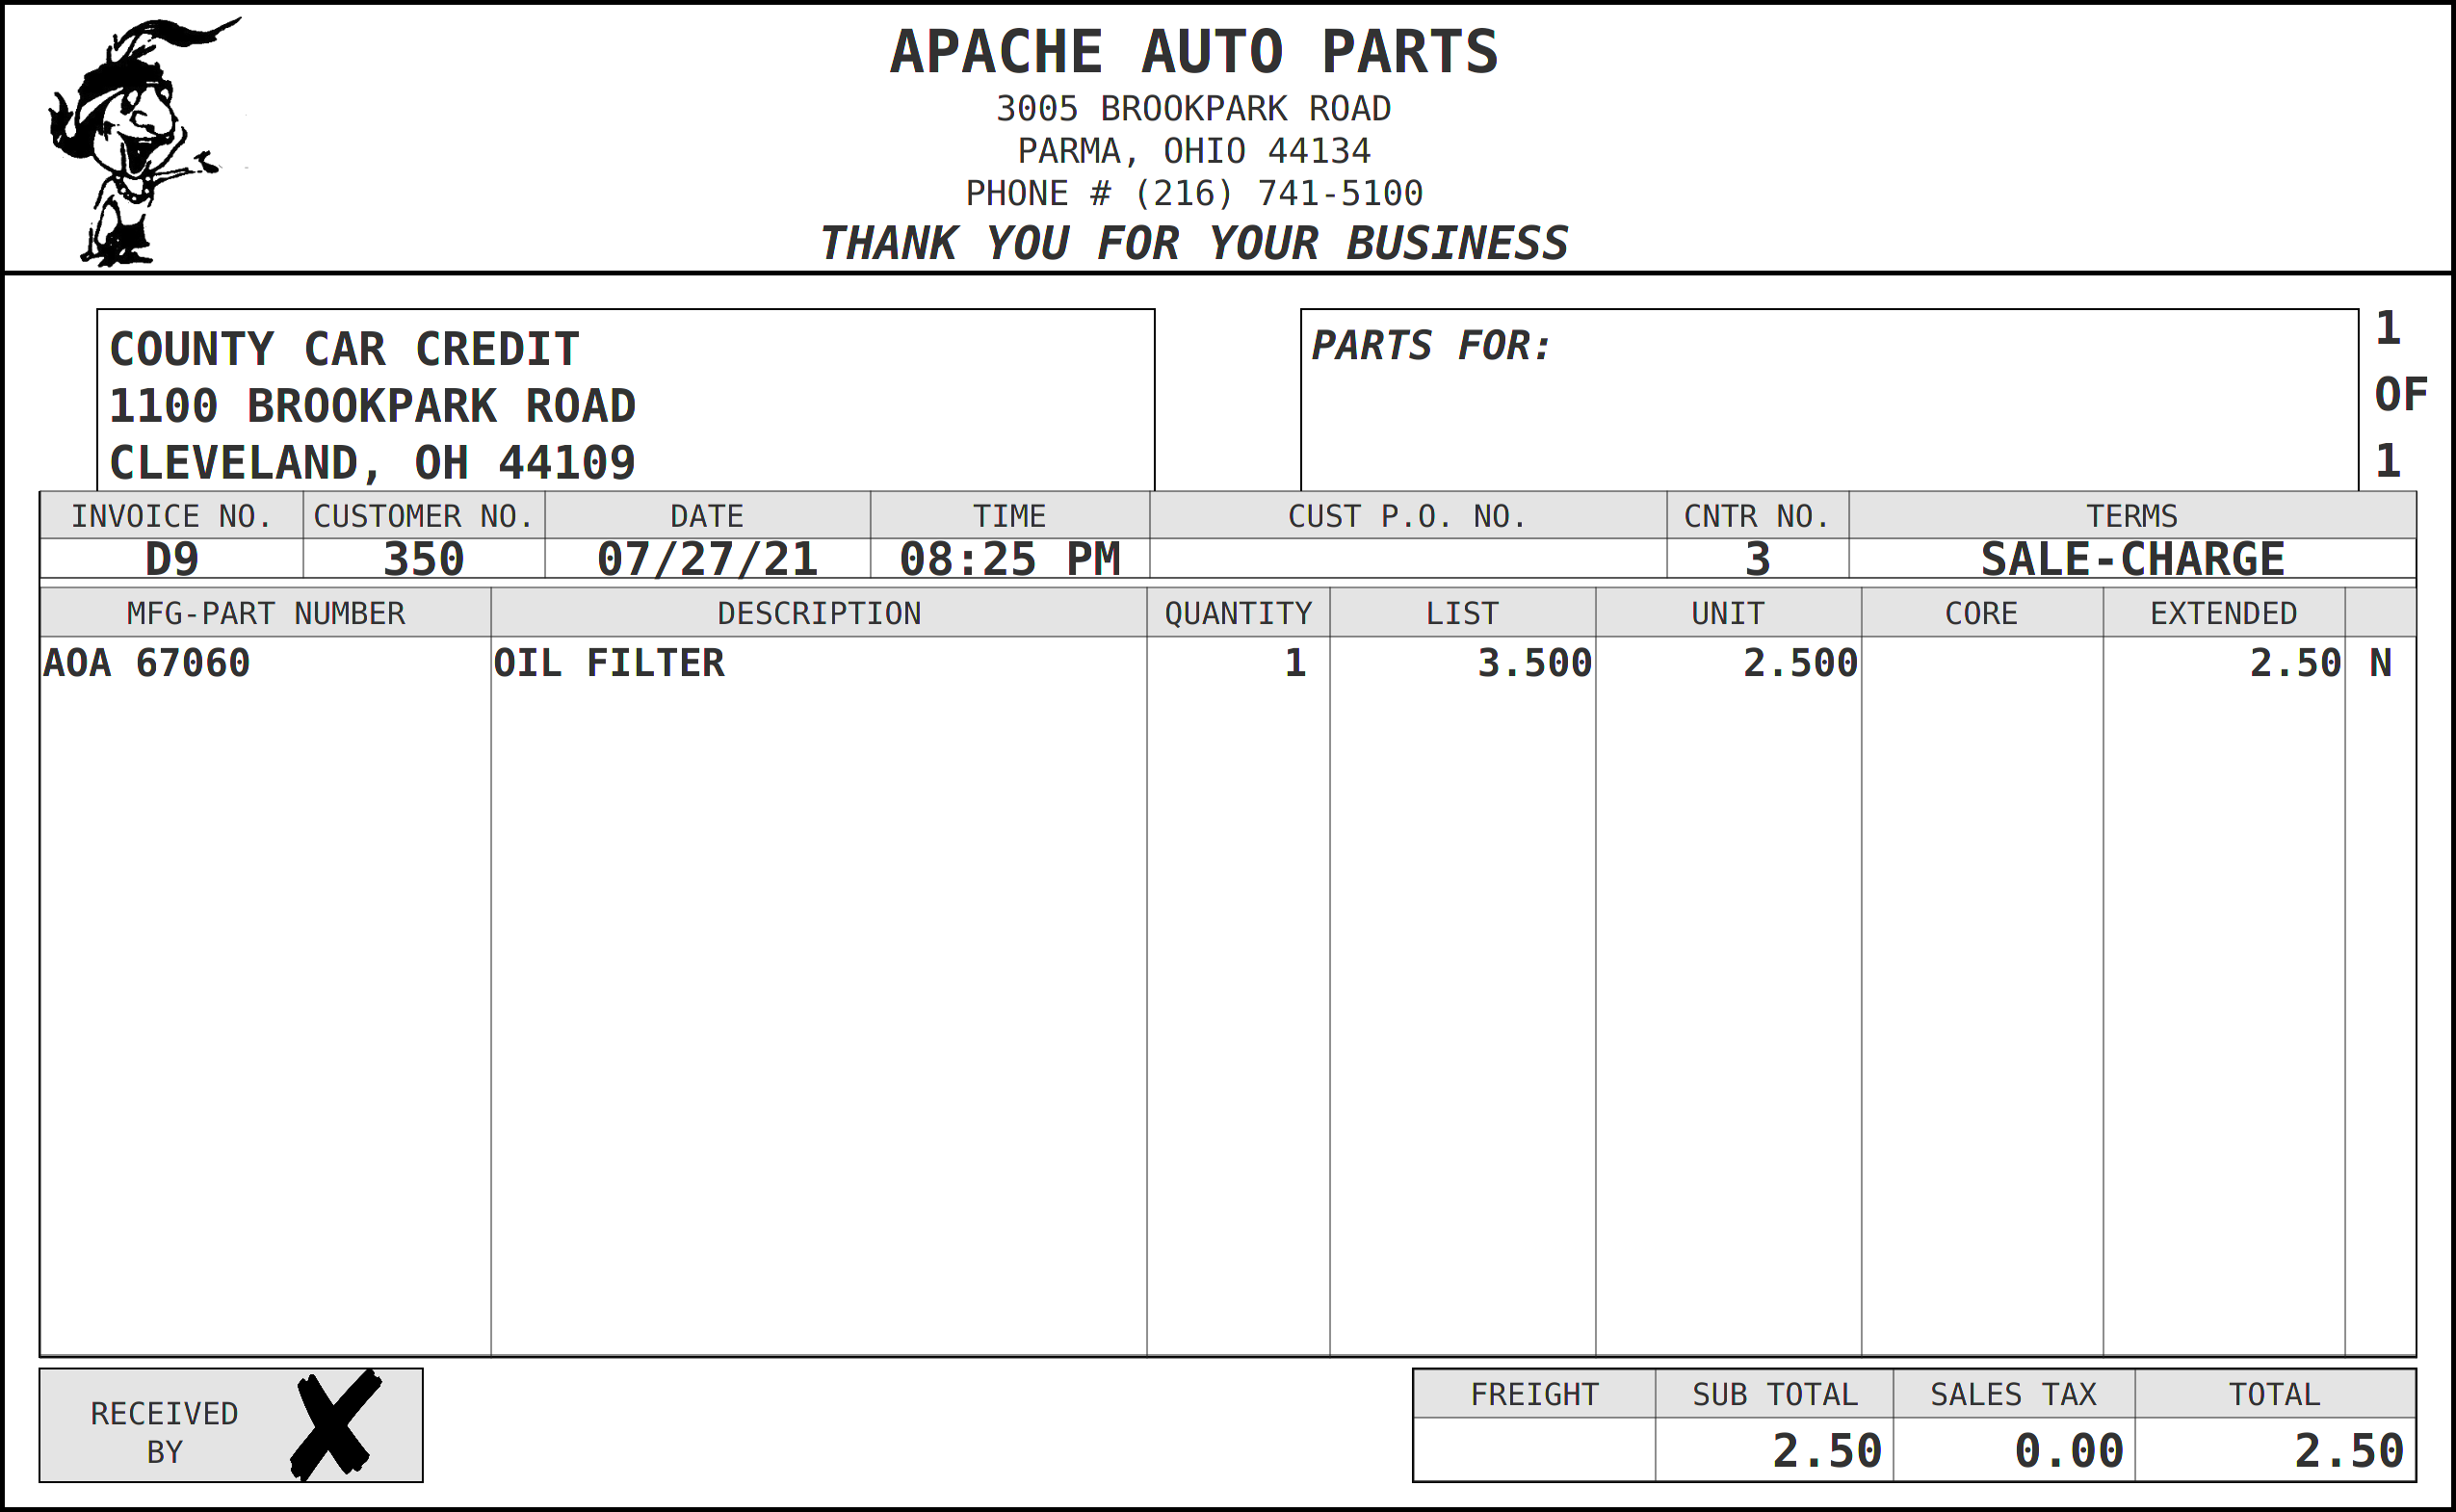 APACHE AUTO PARTS
3005 BROOKPARK ROAD
PARMA, OHIO 44134
PHONE # (216) 741-5100
THANK YOU FOR YOUR BUSINESS
COUNTY CAR CREDIT
1100 BROOKPARK ROAD
CLEVELAND, OH 44109
PARTS FOR:
1
OF
1
INVOICE NO. CUSTOMER NO. DATE TIME CUST P.O. NO. CNTR NO. TERMS
D9 350 07/27/21 08:25 PM 3 SALE-CHARGE
MFG-PART NUMBER DESCRIPTION QUANTITY LIST UNIT CORE EXTENDED
AOA 67060 OIL FILTER 1 3.500 2.500 2.50 N
RECEIVED
BY
X
FREIGHT SUB TOTAL SALES TAX TOTAL
2.50 0.00 2.50